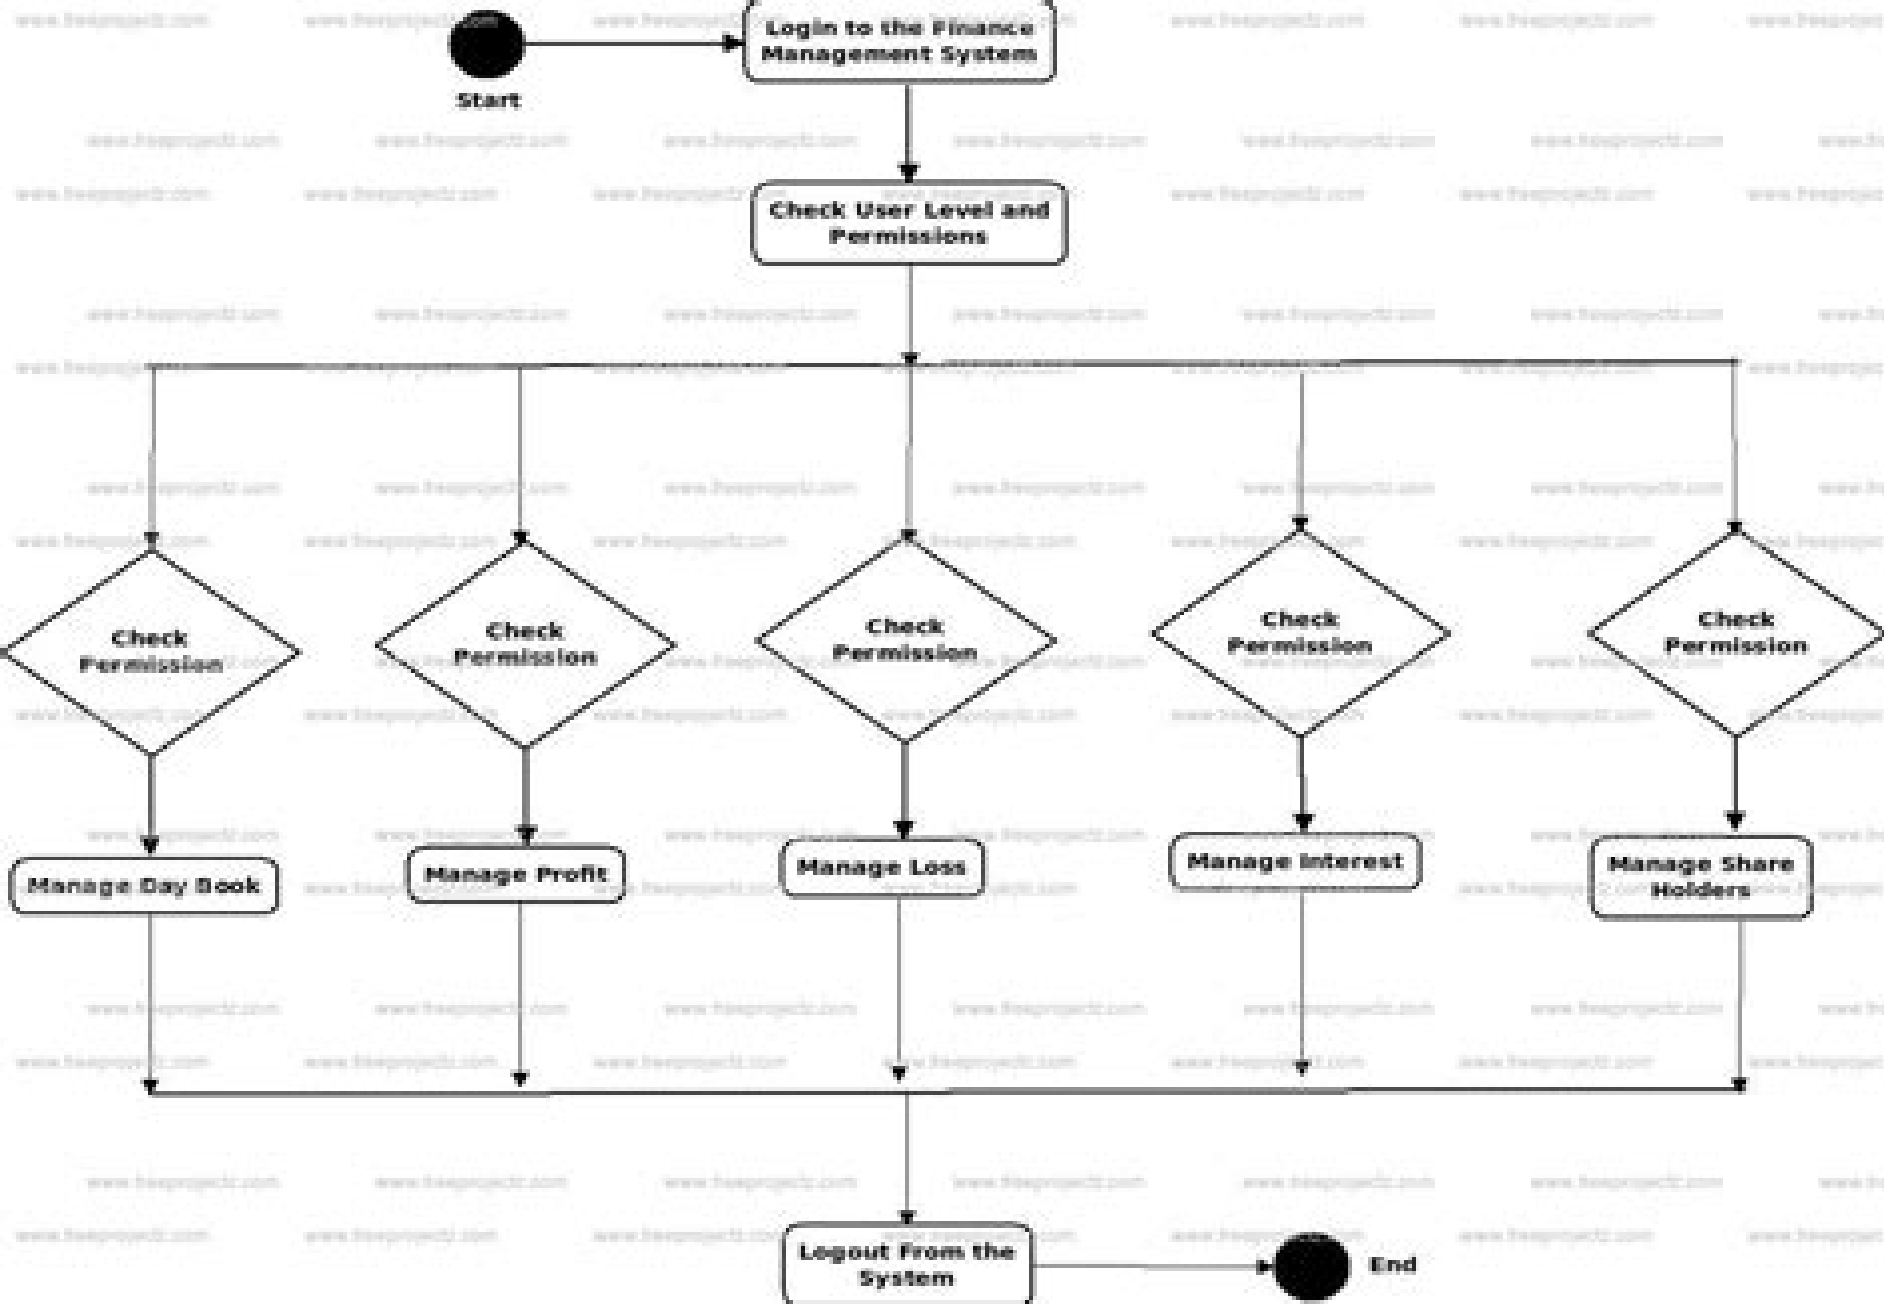 Login to the Finance
Management System
Start
Check User Level and
Permissions
Check
Permission
Check
Permission
Check
Permission
Check
Permission
Check
Permission
Manage Day Book
Manage Profit
Manage Loss
Manage Interest
Manage Share
Holders
Logout From the
System
End